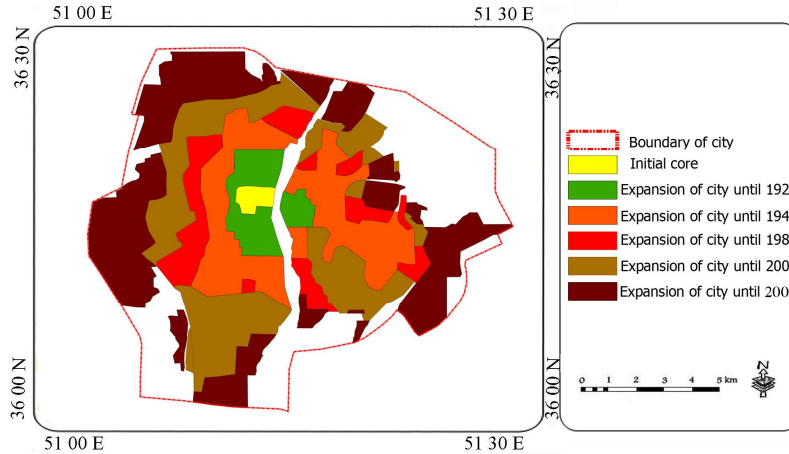 51 00 E
51 30 E
36 30 N
36 30 N
Boundary of city
Initial core
Expansion of city until 192
Expansion of city until 194
Expansion of city until 198
Expansion of city until 200
Expansion of city until 200
N
0 1 2 3 4 5 km
36 00 N
36 00 N
51 00 E
51 30 E